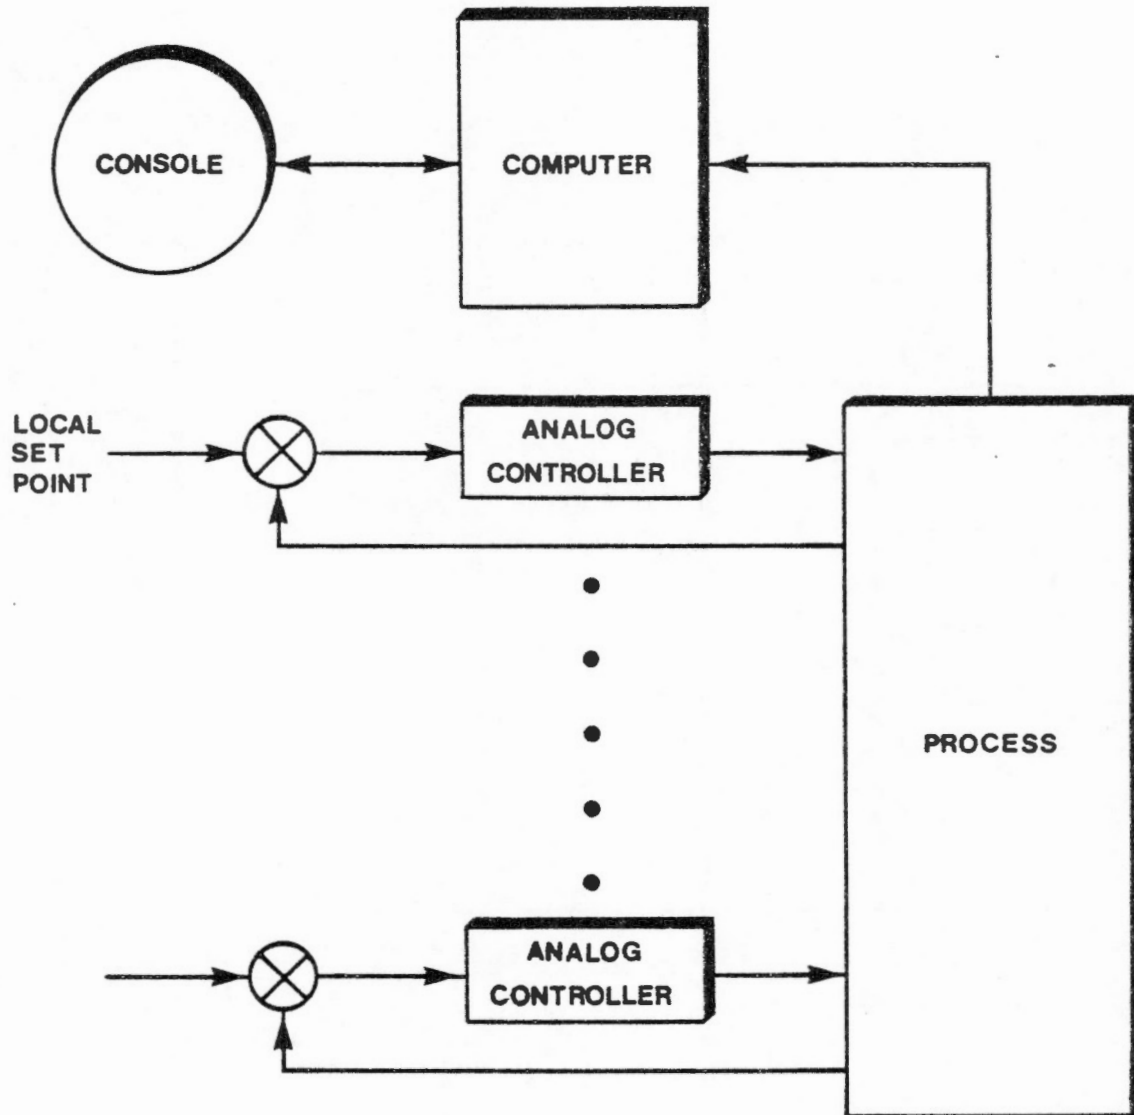 CONSOLE
COMPUTER
LOCAL
SET
POINT
ANALOG
CONTROLLER
PROCESS
ANALOG
CONTROLLER